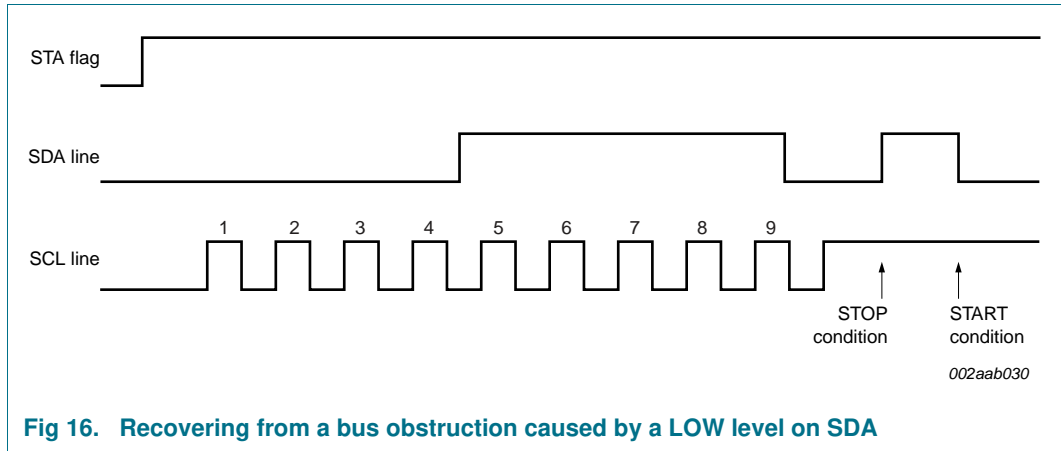 STA flag
SDA line
1 2 3 4 5 6 7 8 9
SCL line
STOP
condition
START
condition
002aab030
Fig 16. Recovering from a bus obstruction caused by a LOW level on SDA